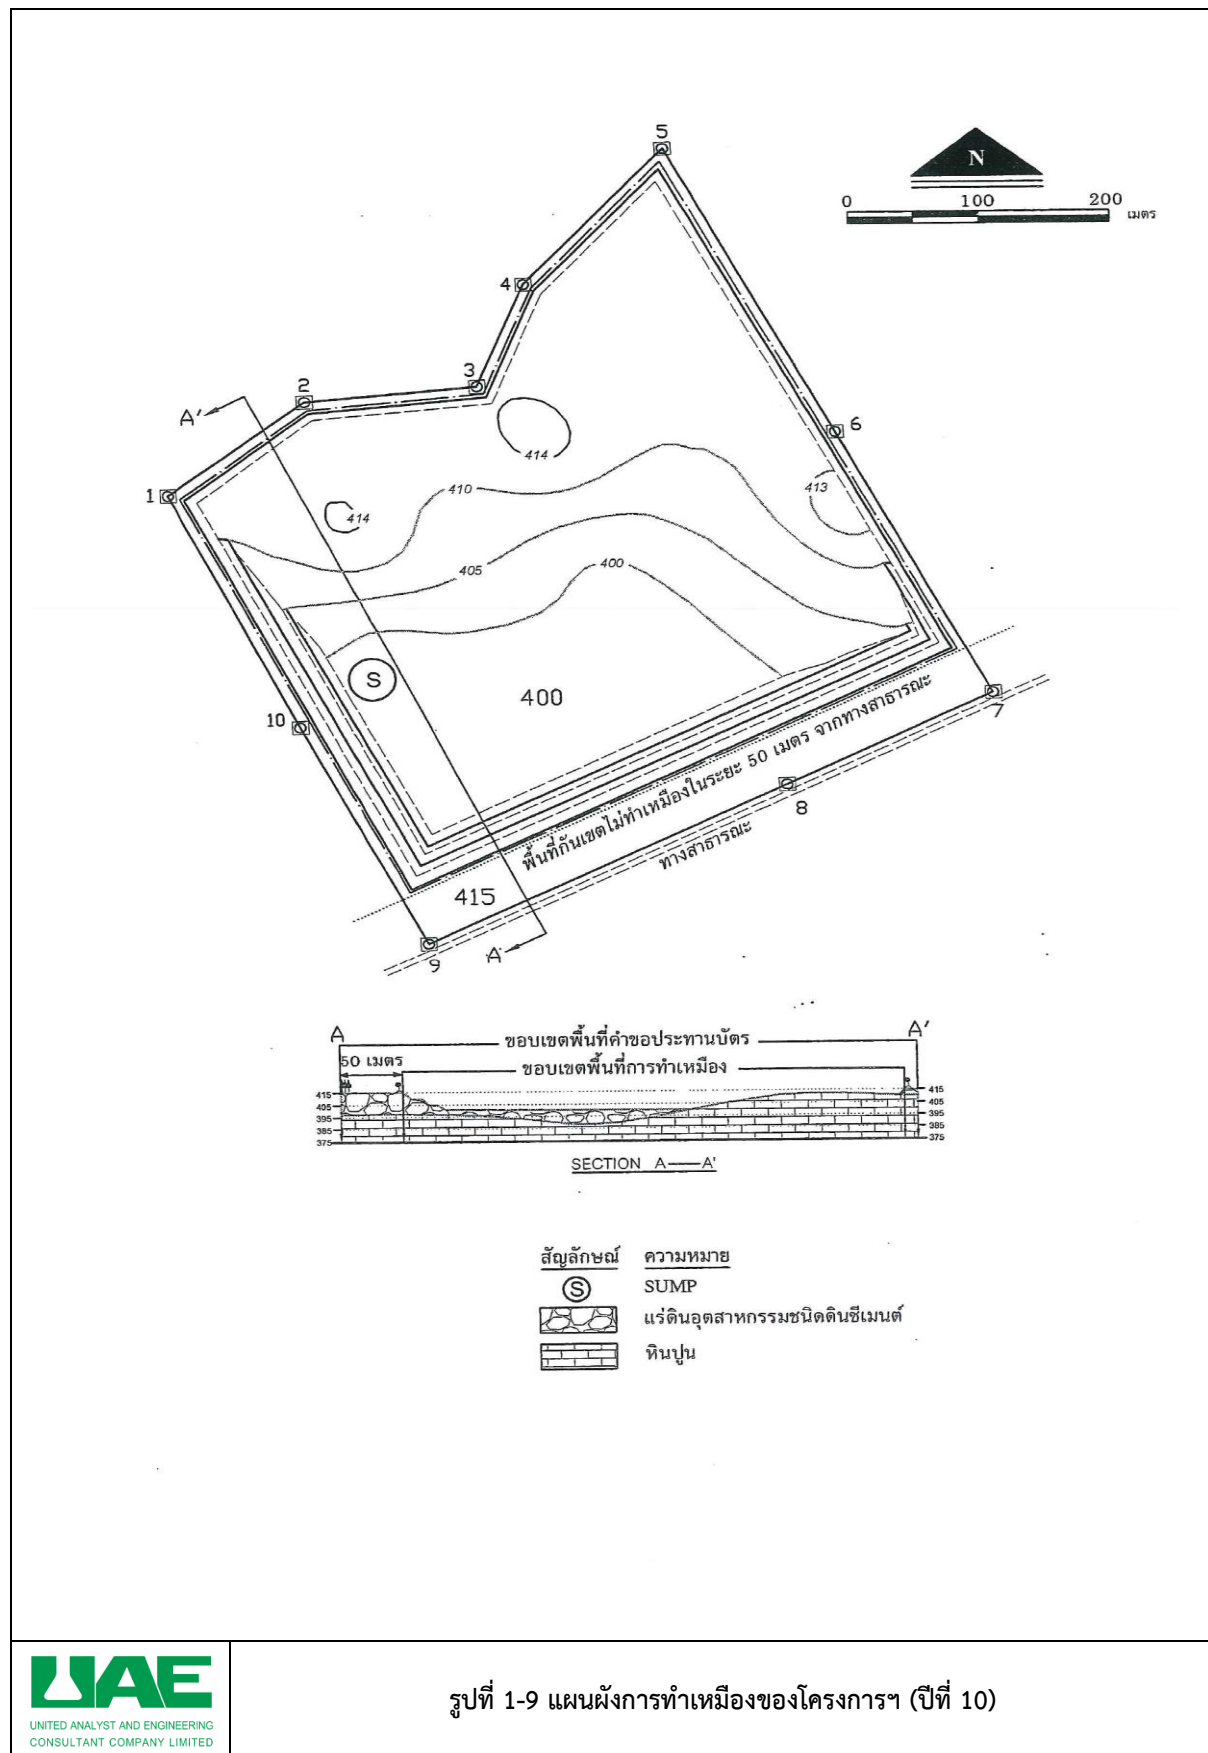 5
N
0 100 200
เมตร
4
3
2
A'
6
414
410
413
1
414
405
400
S
400
10
7
พื้นที่กันเขตไม่ทำเหมืองในระยะ 50 เมตร จากทางสาธารณะ
8
ทางสาธารณะ
415
A
9
A A'
ขอบเขตพื้นที่คำขอประทานบัตร
50 เมตร
ขอบเขตพื้นที่การทำเหมือง
415 415
405 405
395 395
385 385
375 375
SECTION A——A'
สัญลักษณ์ ความหมาย
S SUMP
แร่ดินอุตสาหกรรมชนิดดินซีเมนต์
หินปูน
UAE
UNITED ANALYST AND ENGINEERING
CONSULTANT COMPANY LIMITED
รูปที่ 1-9 แผนผังการทำเหมืองของโครงการฯ (ปีที่ 10)